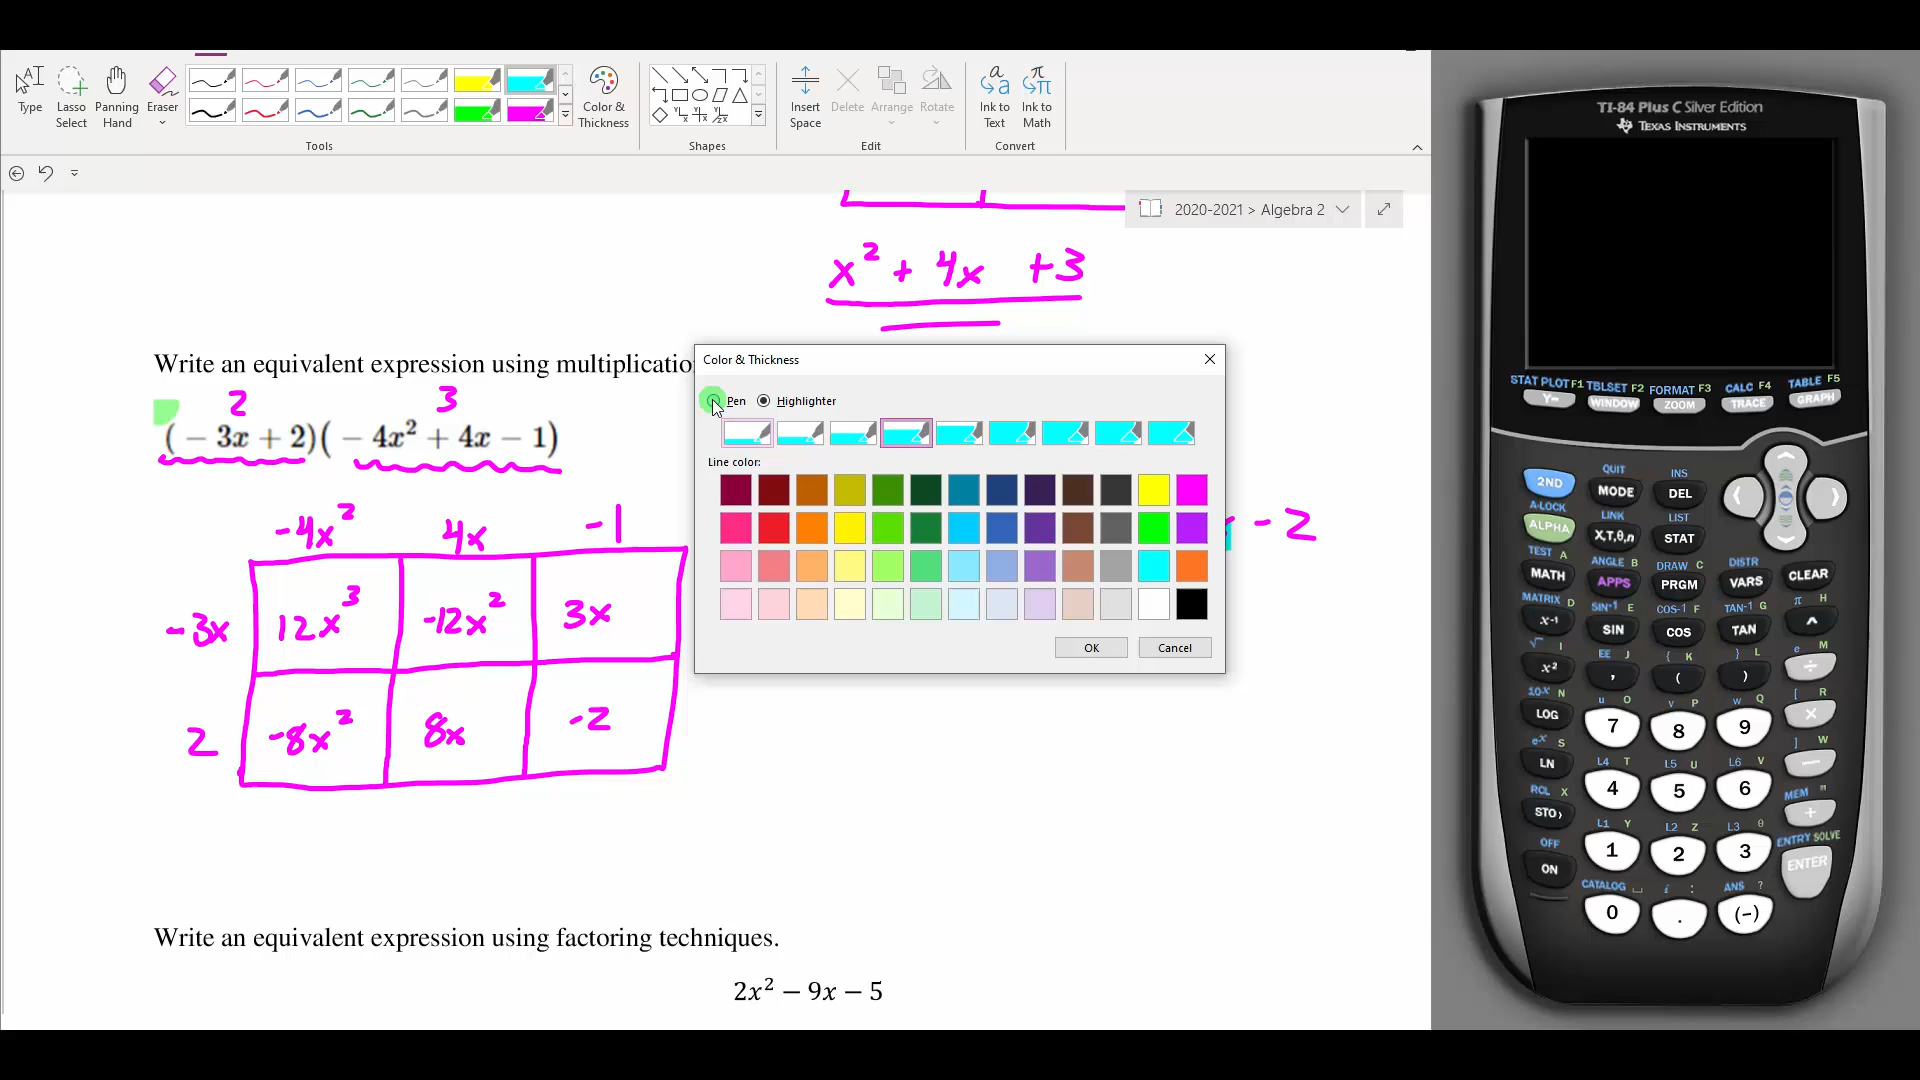 Type
Lasso Select
Panning Hand
Eraser
Color & Thickness
Insert Space
Delete
Arrange
Rotate
Ink to Text
Ink to Math
Tools
Shapes
Edit
Convert
2020-2021 > Algebra 2
x² + 4x +3
Write an equivalent expression using multiplicatio
2 3
(− 3x + 2)(− 4x² + 4x − 1)
-4x² 4x -1
-3x 12x³ -12x² 3x
2 -8x² 8x -2
- 2
Color & Thickness
Pen Highlighter
Line color:
OK Cancel
Write an equivalent expression using factoring techniques.
2x² − 9x − 5
TI-84 Plus C Silver Edition
TEXAS INSTRUMENTS
STAT PLOT F1 TBLSET F2 FORMAT F3 CALC F4 TABLE F5
Y= WINDOW ZOOM TRACE GRAPH
QUIT INS
2ND MODE DEL
A-LOCK LINK LIST
ALPHA X,T,θ,n STAT
TEST A ANGLE B DRAW C DISTR
MATH APPS PRGM VARS CLEAR
MATRIX D SIN⁻¹ E COS⁻¹ F TAN⁻¹ G π H
x⁻¹ SIN COS TAN ^
√ I EE J { K } L e M
x² , ( ) ÷
10ˣ N u O v P w Q [ R
LOG 7 8 9 ×
eˣ S L4 T L5 U L6 V ] W
LN 4 5 6 −
RCL X L1 Y L2 Z L3 θ MEM "
STO› 1 2 3 +
OFF CATALOG ⎵ i : ANS ? ENTRY SOLVE
ON 0 . (-) ENTER